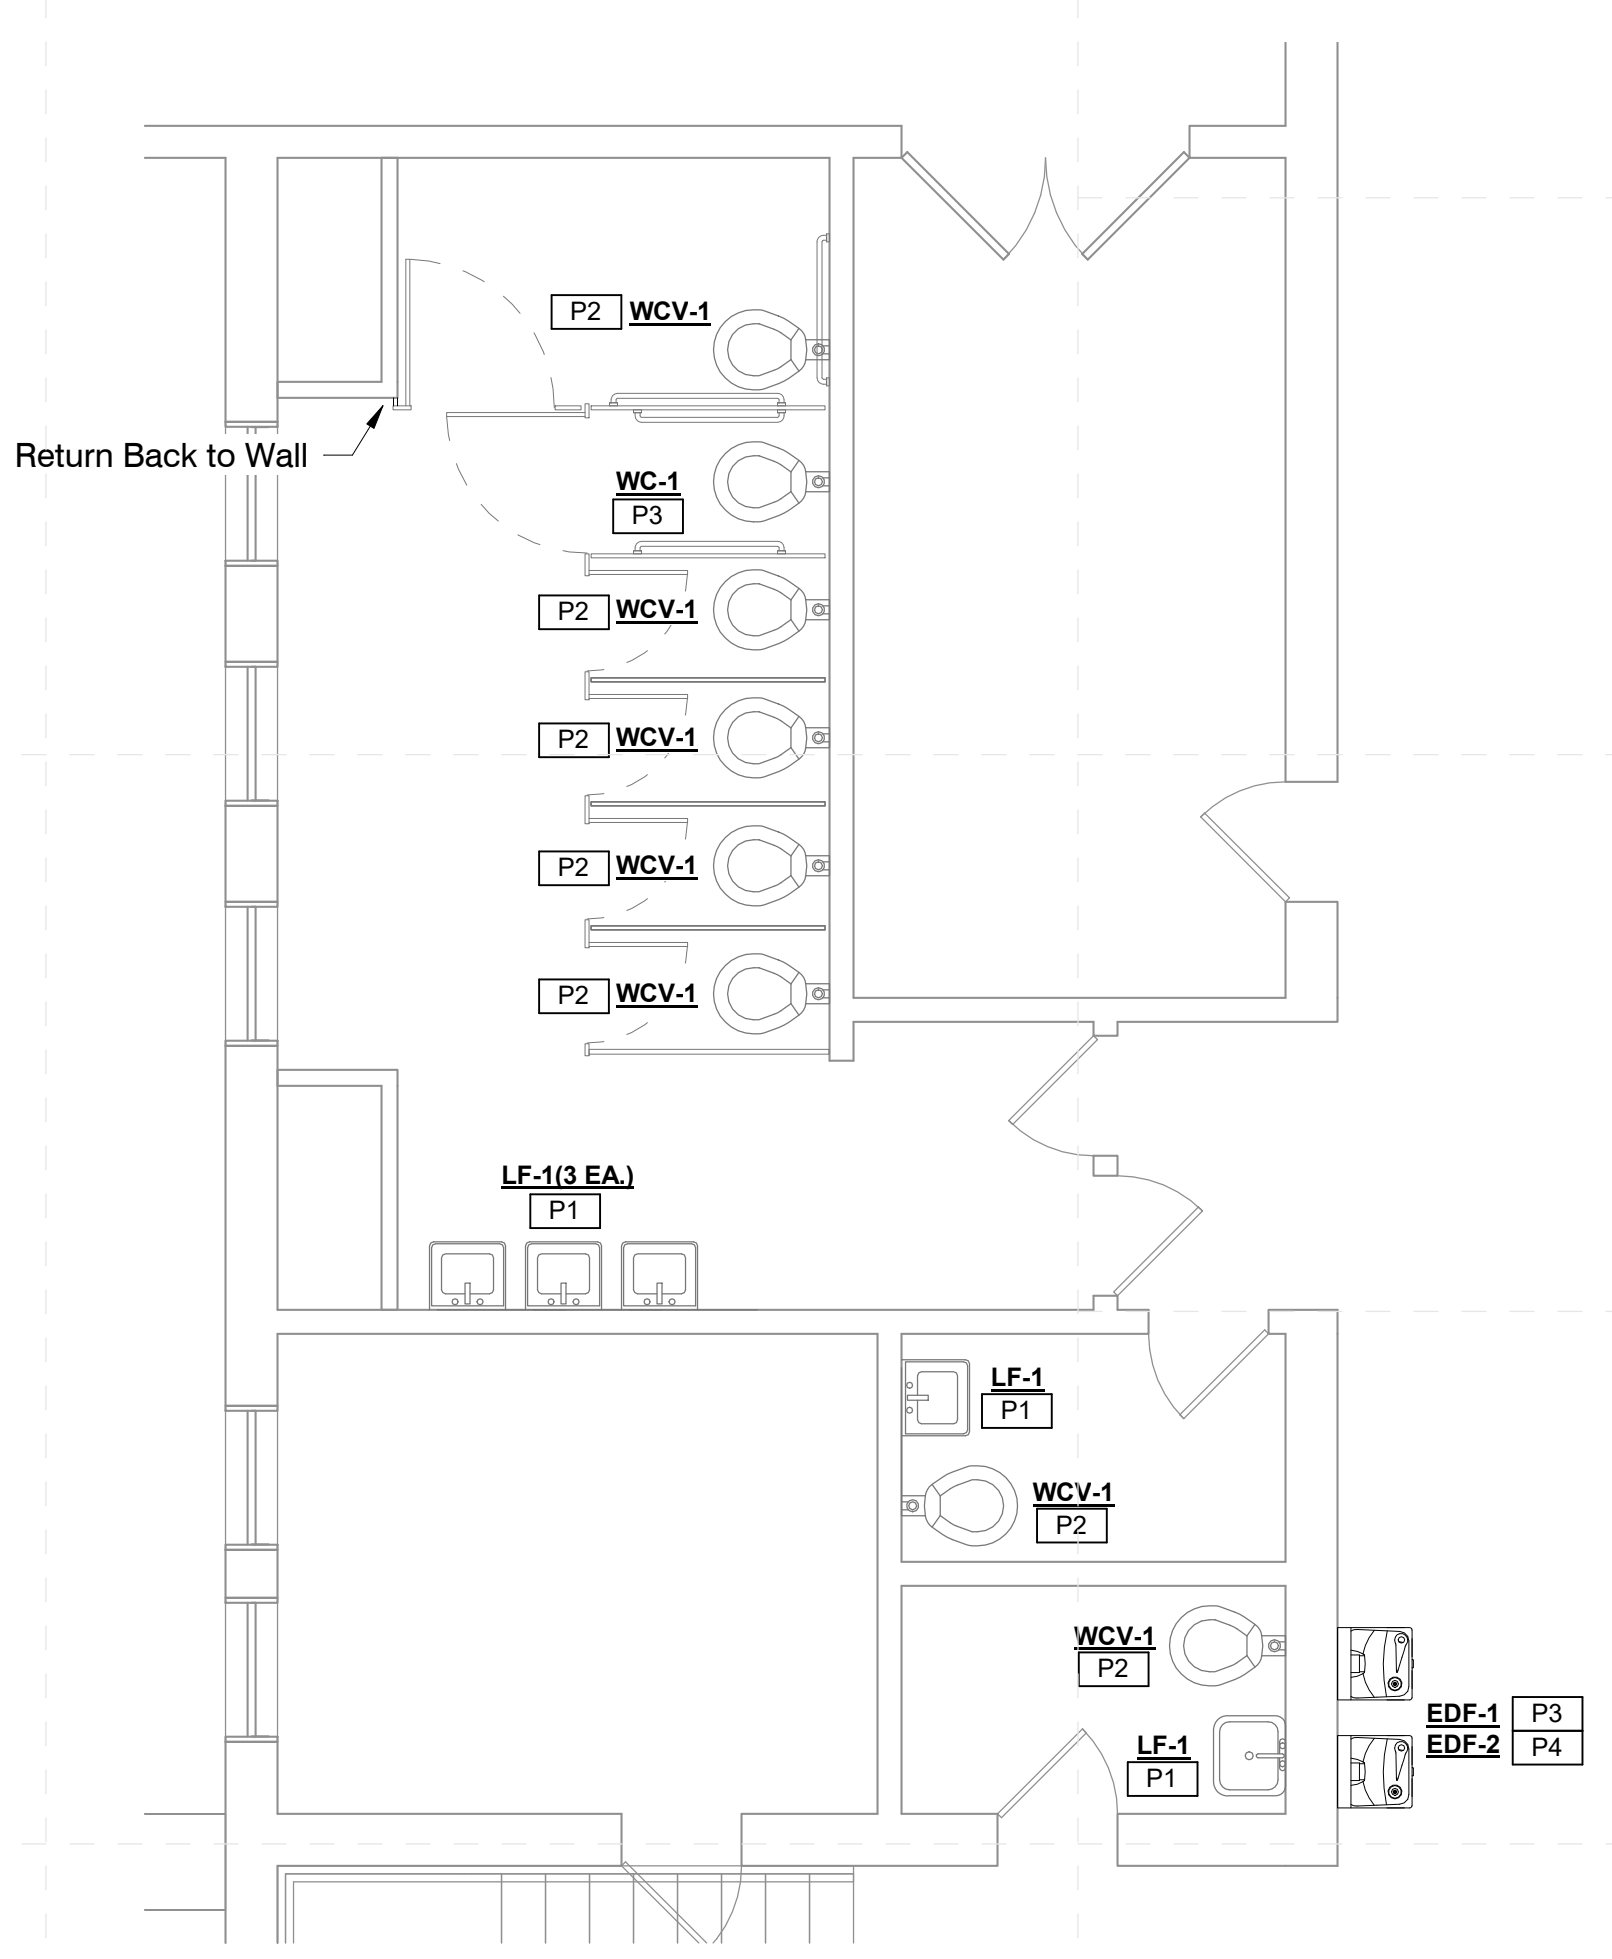 P2 WCV-1
Return Back to Wall
WC-1
P3
P2 WCV-1
P2 WCV-1
P2 WCV-1
P2 WCV-1
LF-1(3 EA.)
P1
LF-1
P1
WCV-1
P2
WCV-1
P2
EDF-1 P3
EDF-2 P4
LF-1
P1